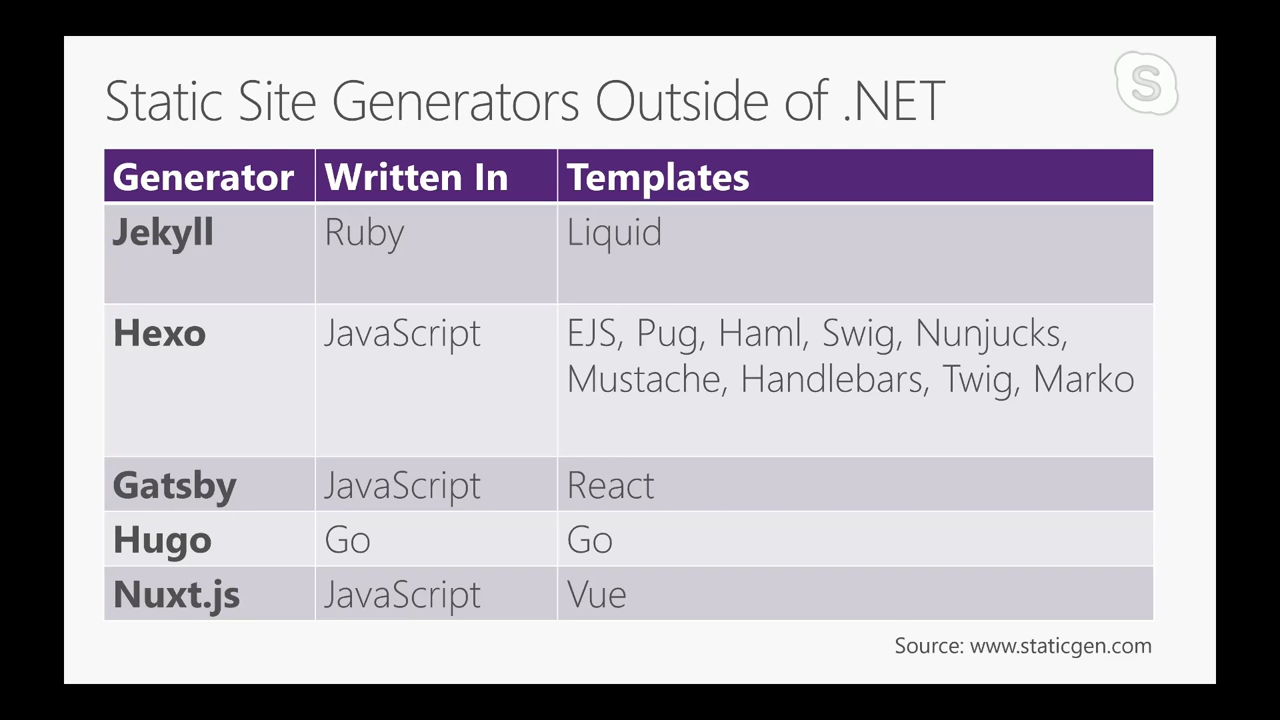 Static Site Generators Outside of .NET
S
Generator Written In Templates
Jekyll Ruby Liquid
Hexo JavaScript EJS, Pug, Haml, Swig, Nunjucks,
Mustache, Handlebars, Twig, Marko
Gatsby JavaScript React
Hugo Go Go
Nuxt.js JavaScript Vue
Source: www.staticgen.com